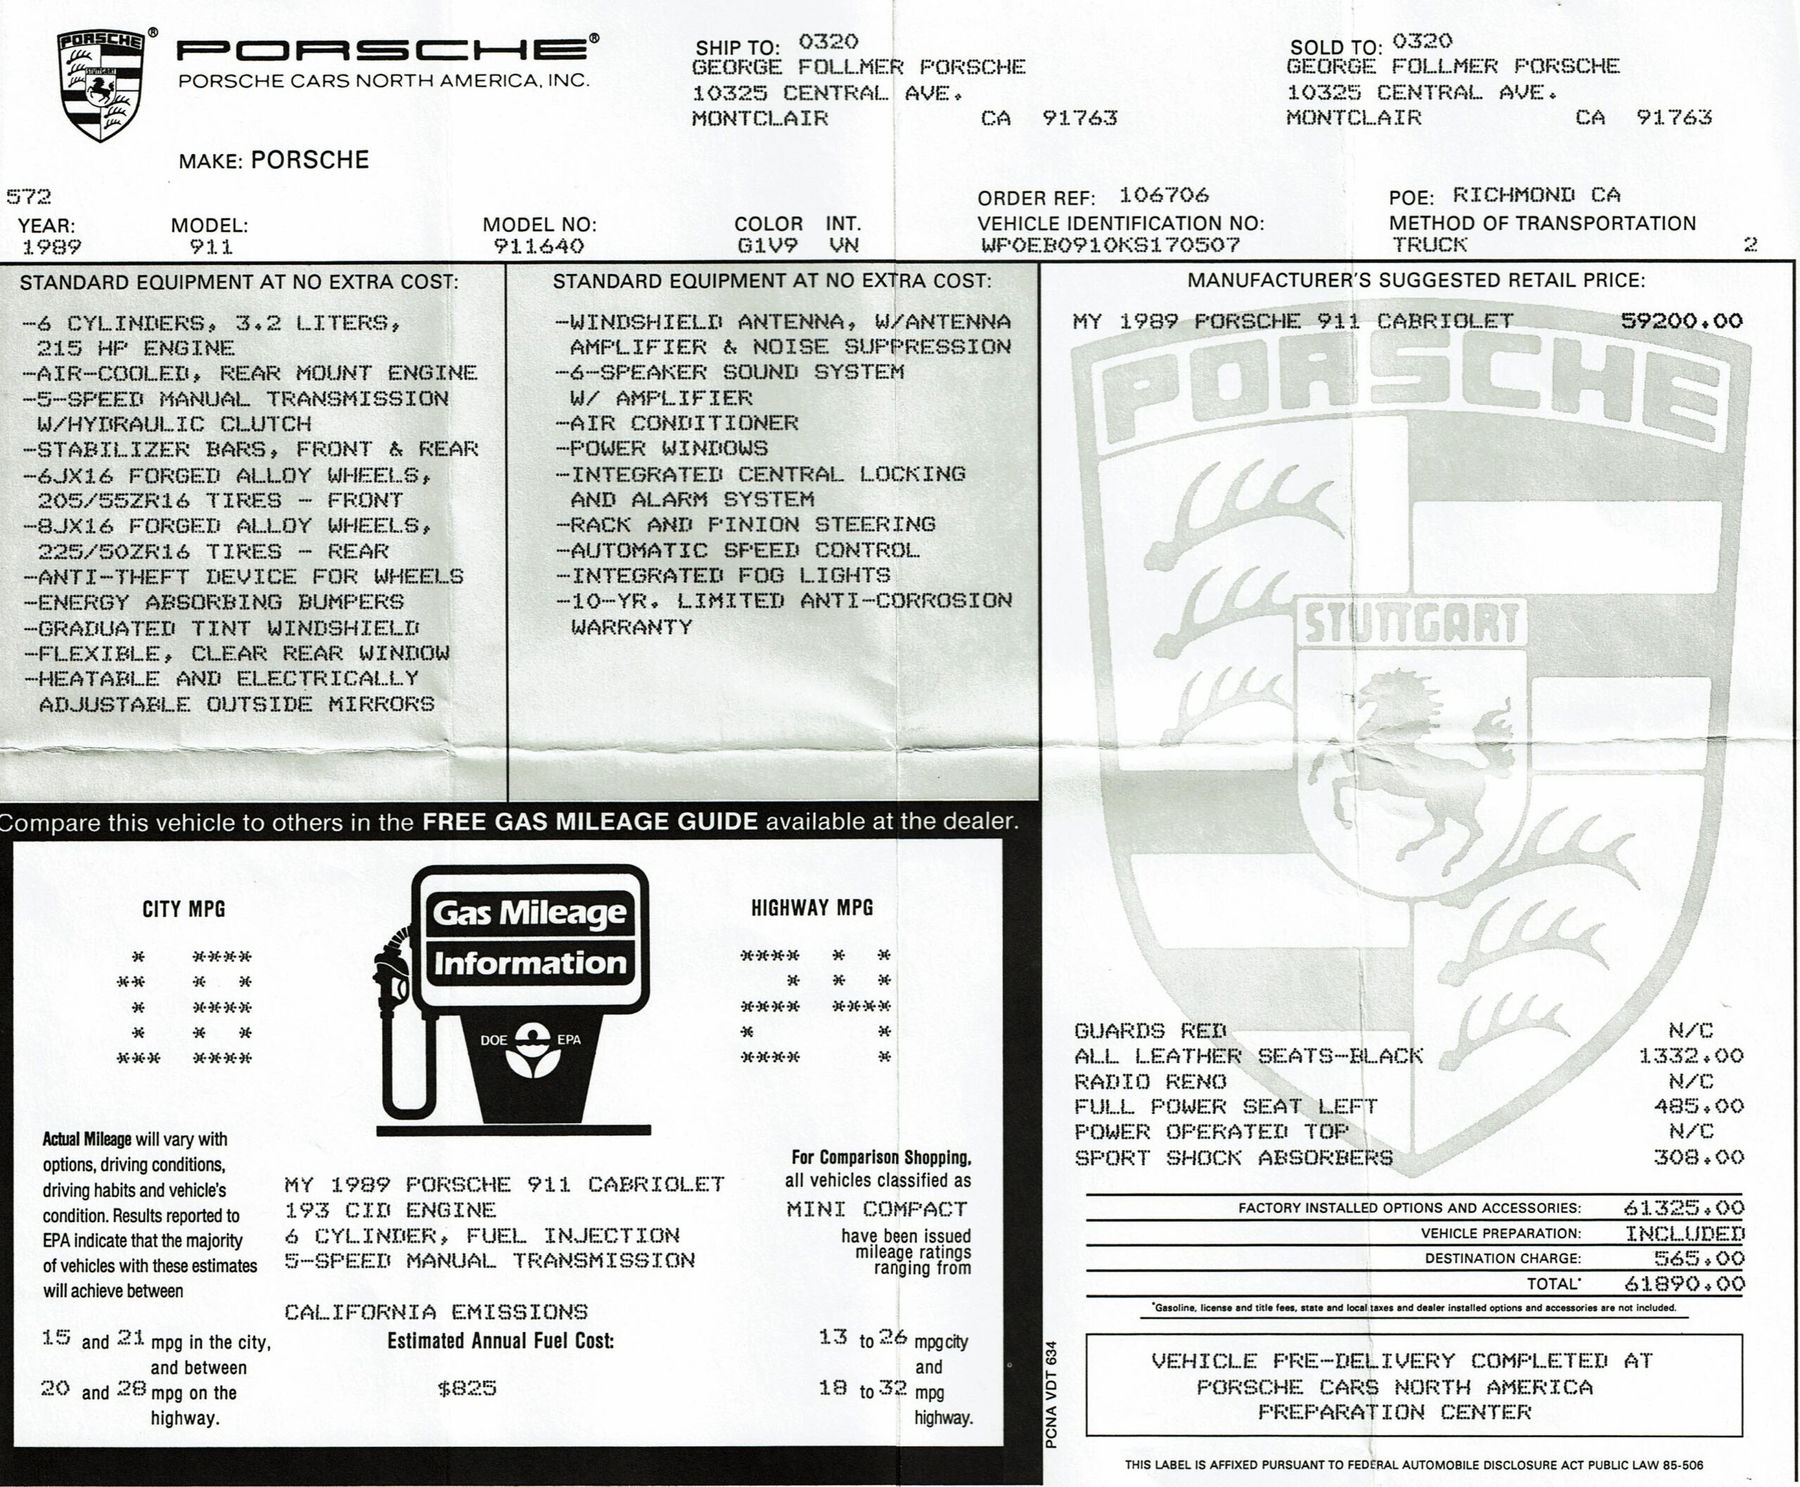 PORSCHE®
STUTTGART
PORSCHE®
PORSCHE CARS NORTH AMERICA, INC.
MAKE: PORSCHE
SHIP TO: 0320
GEORGE FOLLMER PORSCHE
10325 CENTRAL AVE.
MONTCLAIR CA 91763
SOLD TO: 0320
GEORGE FOLLMER PORSCHE
10325 CENTRAL AVE.
MONTCLAIR CA 91763
572
ORDER REF: 106706
POE: RICHMOND CA
YEAR: MODEL: MODEL NO: COLOR INT. VEHICLE IDENTIFICATION NO: METHOD OF TRANSPORTATION
1989 911 911640 G1V9 VN WP0EB0910KS170507 TRUCK 2
STANDARD EQUIPMENT AT NO EXTRA COST:
-6 CYLINDERS, 3.2 LITERS,
215 HP ENGINE
-AIR-COOLED, REAR MOUNT ENGINE
-5-SPEED MANUAL TRANSMISSION
W/HYDRAULIC CLUTCH
-STABILIZER BARS, FRONT & REAR
-6JX16 FORGED ALLOY WHEELS,
205/55ZR16 TIRES - FRONT
-8JX16 FORGED ALLOY WHEELS,
225/50ZR16 TIRES - REAR
-ANTI-THEFT DEVICE FOR WHEELS
-ENERGY ABSORBING BUMPERS
-GRADUATED TINT WINDSHIELD
-FLEXIBLE, CLEAR REAR WINDOW
-HEATABLE AND ELECTRICALLY
ADJUSTABLE OUTSIDE MIRRORS
STANDARD EQUIPMENT AT NO EXTRA COST:
-WINDSHIELD ANTENNA, W/ANTENNA
AMPLIFIER & NOISE SUPPRESSION
-6-SPEAKER SOUND SYSTEM
W/ AMPLIFIER
-AIR CONDITIONER
-POWER WINDOWS
-INTEGRATED CENTRAL LOCKING
AND ALARM SYSTEM
-RACK AND PINION STEERING
-AUTOMATIC SPEED CONTROL
-INTEGRATED FOG LIGHTS
-10-YR. LIMITED ANTI-CORROSION
WARRANTY
MANUFACTURER'S SUGGESTED RETAIL PRICE:
MY 1989 PORSCHE 911 CABRIOLET 59200.00
PORSCHE
STUTTGART
GUARDS RED N/C
ALL LEATHER SEATS-BLACK 1332.00
RADIO RENO N/C
FULL POWER SEAT LEFT 485.00
POWER OPERATED TOP N/C
SPORT SHOCK ABSORBERS 308.00
FACTORY INSTALLED OPTIONS AND ACCESSORIES: 61325.00
VEHICLE PREPARATION: INCLUDED
DESTINATION CHARGE: 565.00
TOTAL* 61890.00
*Gasoline, license and title fees, state and local taxes and dealer installed options and accessories are not included.
VEHICLE PRE-DELIVERY COMPLETED AT
PORSCHE CARS NORTH AMERICA
PREPARATION CENTER
THIS LABEL IS AFFIXED PURSUANT TO FEDERAL AUTOMOBILE DISCLOSURE ACT PUBLIC LAW 85-506
PCNA VDT 634
Compare this vehicle to others in the FREE GAS MILEAGE GUIDE available at the dealer.
CITY MPG
18
Gas Mileage
Information
DOE EPA
HIGHWAY MPG
24
Actual Mileage will vary with
options, driving conditions,
driving habits and vehicle's
condition. Results reported to
EPA indicate that the majority
of vehicles with these estimates
will achieve between
15 and 21 mpg in the city,
and between
20 and 28 mpg on the
highway.
MY 1989 PORSCHE 911 CABRIOLET
193 CID ENGINE
6 CYLINDER, FUEL INJECTION
5-SPEED MANUAL TRANSMISSION
CALIFORNIA EMISSIONS
Estimated Annual Fuel Cost:
$825
For Comparison Shopping,
all vehicles classified as
MINI COMPACT
have been issued
mileage ratings
ranging from
13 to 26 mpg city
and
18 to 32 mpg
highway.